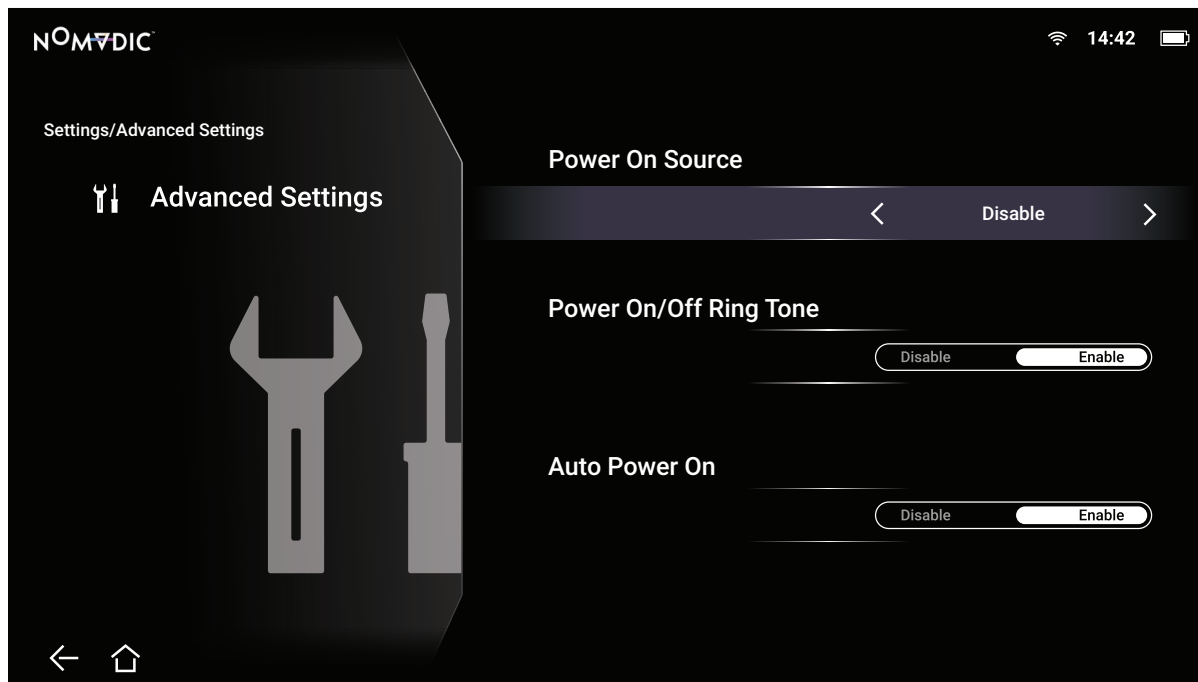 NOMADIC
14:42
Settings/Advanced Settings
Advanced Settings
Power On Source
Disable
Power On/Off Ring Tone
Disable Enable
Auto Power On
Disable Enable